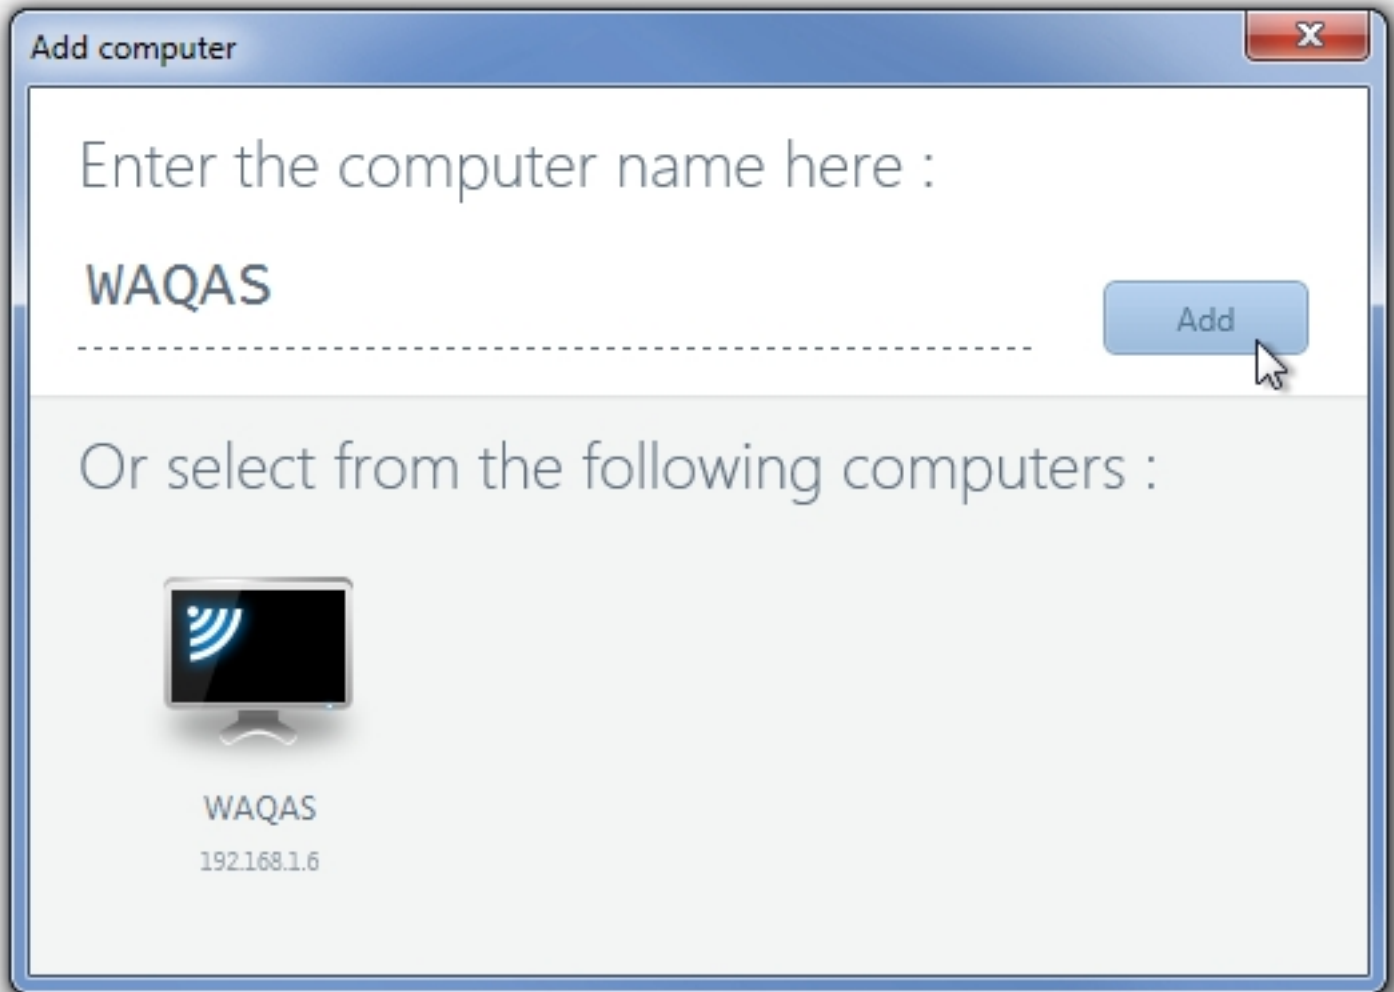 Add computer
Enter the computer name here :
WAQAS
Add
Or select from the following computers :
WAQAS
192.168.1.6